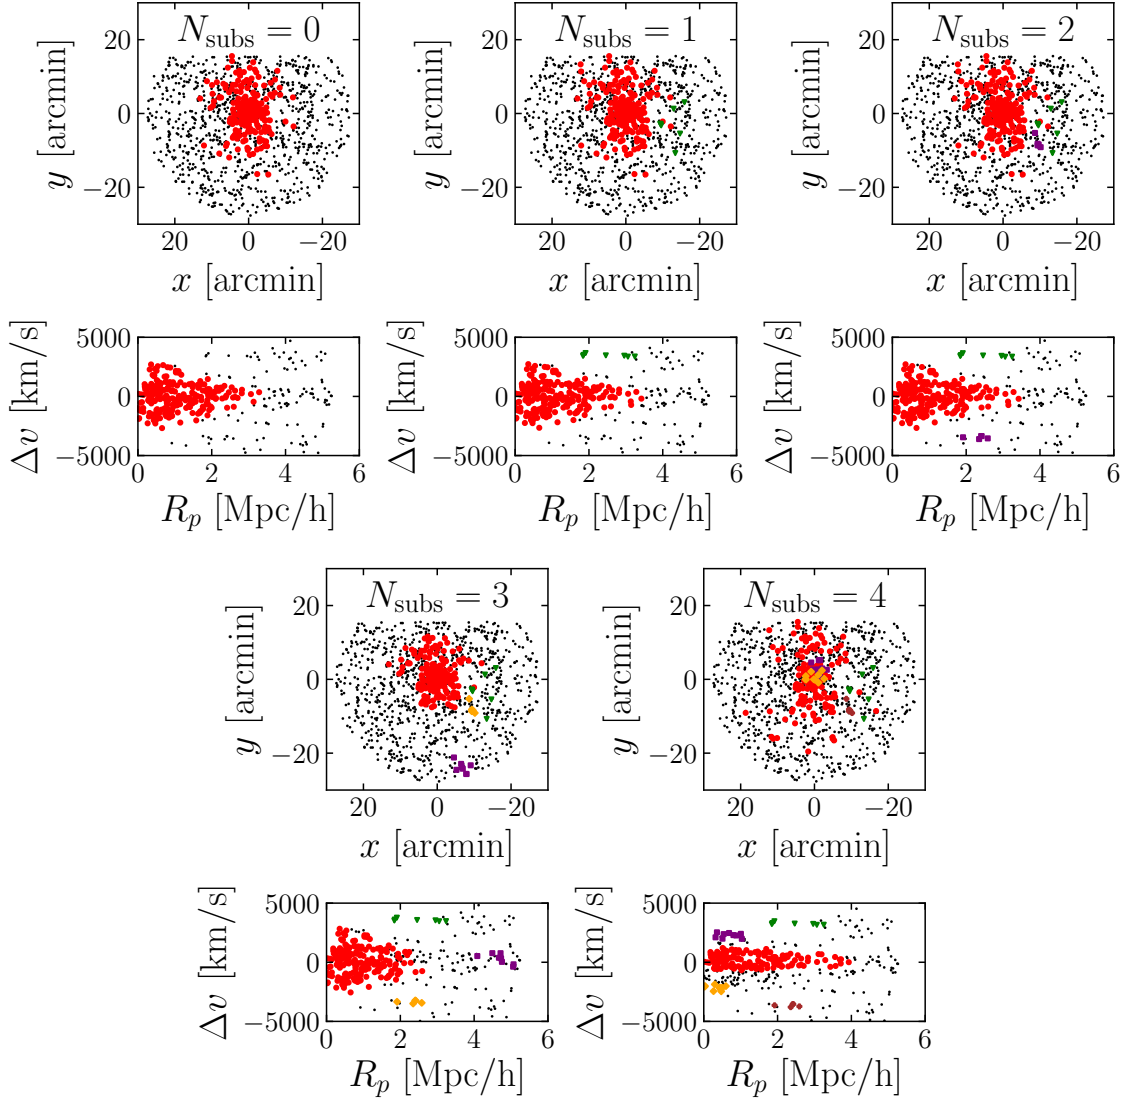 N_subs = 0
N_subs = 1
N_subs = 2
20
0
−20
y [arcmin]
20 0 −20
x [arcmin]
20
0
−20
y [arcmin]
20 0 −20
x [arcmin]
20
0
−20
y [arcmin]
20 0 −20
x [arcmin]
5000
0
−5000
Δv [km/s]
0 2 4 6
R_p [Mpc/h]
5000
0
−5000
Δv [km/s]
0 2 4 6
R_p [Mpc/h]
5000
0
−5000
Δv [km/s]
0 2 4 6
R_p [Mpc/h]
N_subs = 3
N_subs = 4
20
0
−20
y [arcmin]
20 0 −20
x [arcmin]
20
0
−20
y [arcmin]
20 0 −20
x [arcmin]
5000
0
−5000
Δv [km/s]
0 2 4 6
R_p [Mpc/h]
5000
0
−5000
Δv [km/s]
0 2 4 6
R_p [Mpc/h]